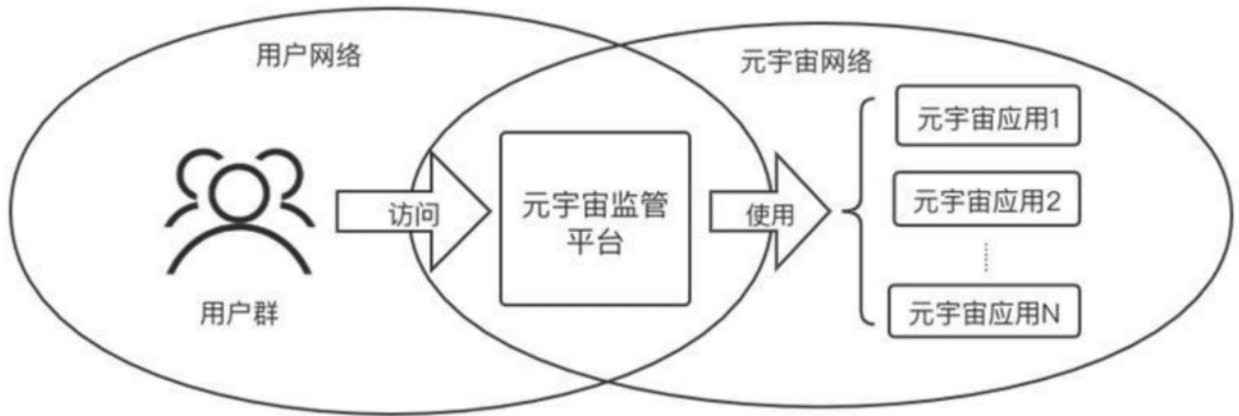 用户网络
元宇宙网络
用户群
访问
元宇宙监管
平台
使用
元宇宙应用1
元宇宙应用2
元宇宙应用N